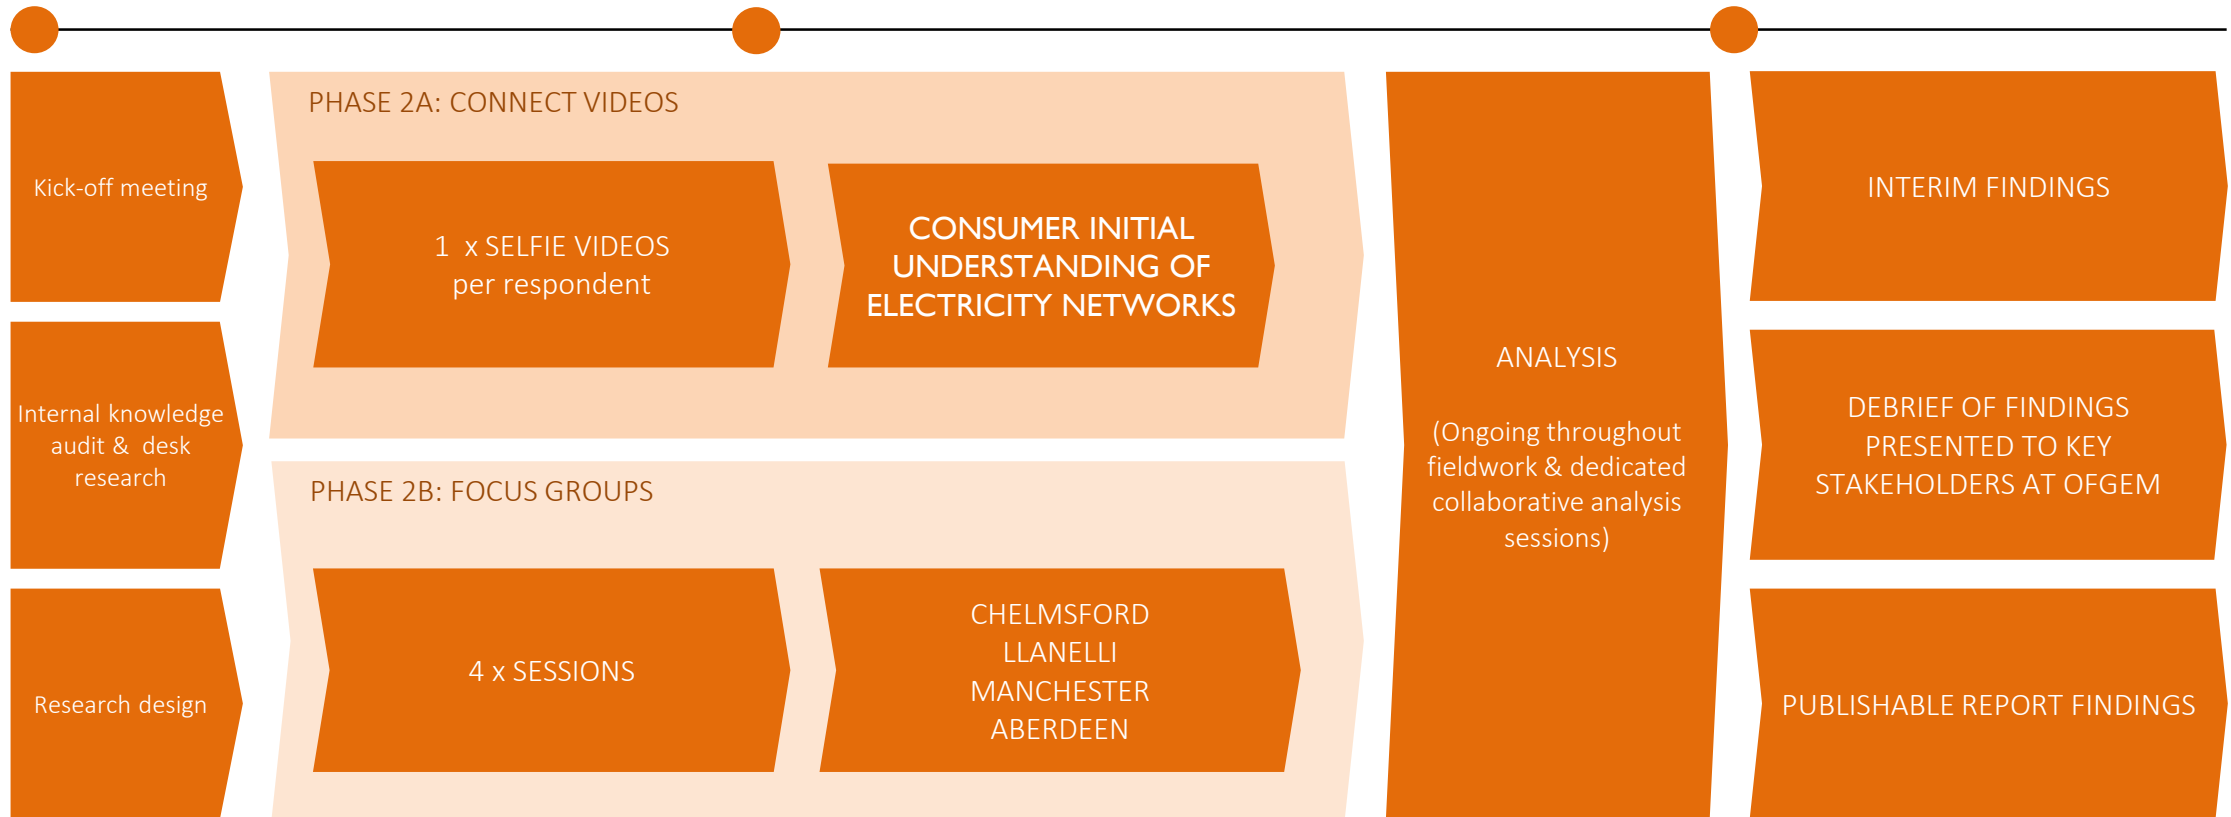 Kick-off meeting
Internal knowledge
audit & desk
research
Research design
PHASE 2A: CONNECT VIDEOS
1 x SELFIE VIDEOS
per respondent
CONSUMER INITIAL
UNDERSTANDING OF
ELECTRICITY NETWORKS
PHASE 2B: FOCUS GROUPS
4 x SESSIONS
CHELMSFORD
LLANELLI
MANCHESTER
ABERDEEN
ANALYSIS
(Ongoing throughout
fieldwork & dedicated
collaborative analysis
sessions)
INTERIM FINDINGS
DEBRIEF OF FINDINGS
PRESENTED TO KEY
STAKEHOLDERS AT OFGEM
PUBLISHABLE REPORT FINDINGS